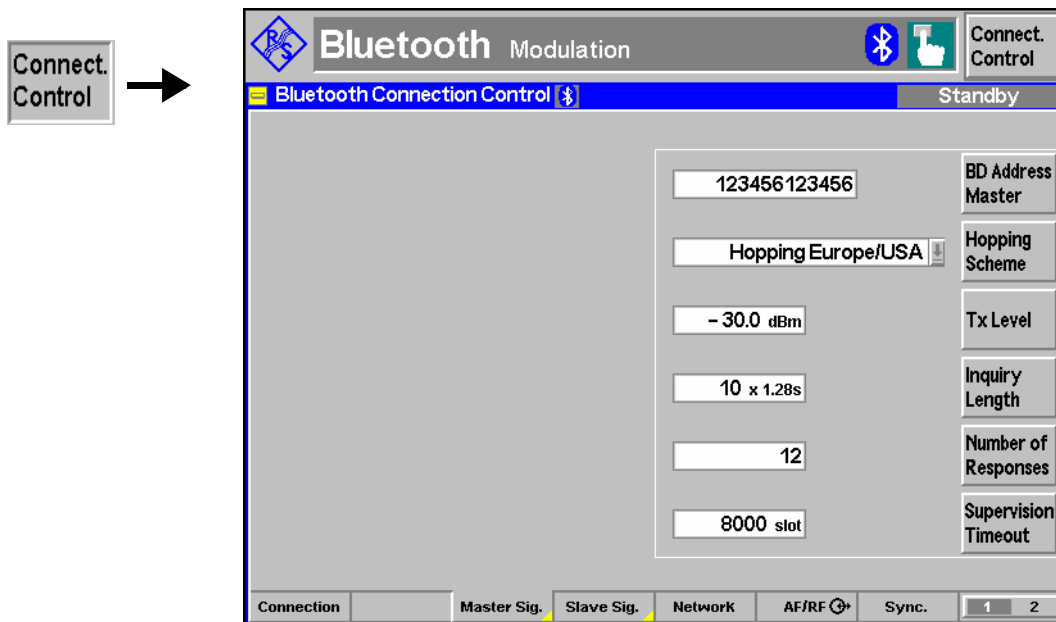 Connect.
Control
R&S
Bluetooth Modulation
Connect.
Control
Bluetooth Connection Control
Standby
123456123456
BD Address
Master
Hopping Europe/USA
Hopping
Scheme
– 30.0 dBm
Tx Level
10 x 1.28s
Inquiry
Length
12
Number of
Responses
8000 slot
Supervision
Timeout
Connection
Master Sig.
Slave Sig.
Network
AF/RF
Sync.
1 2